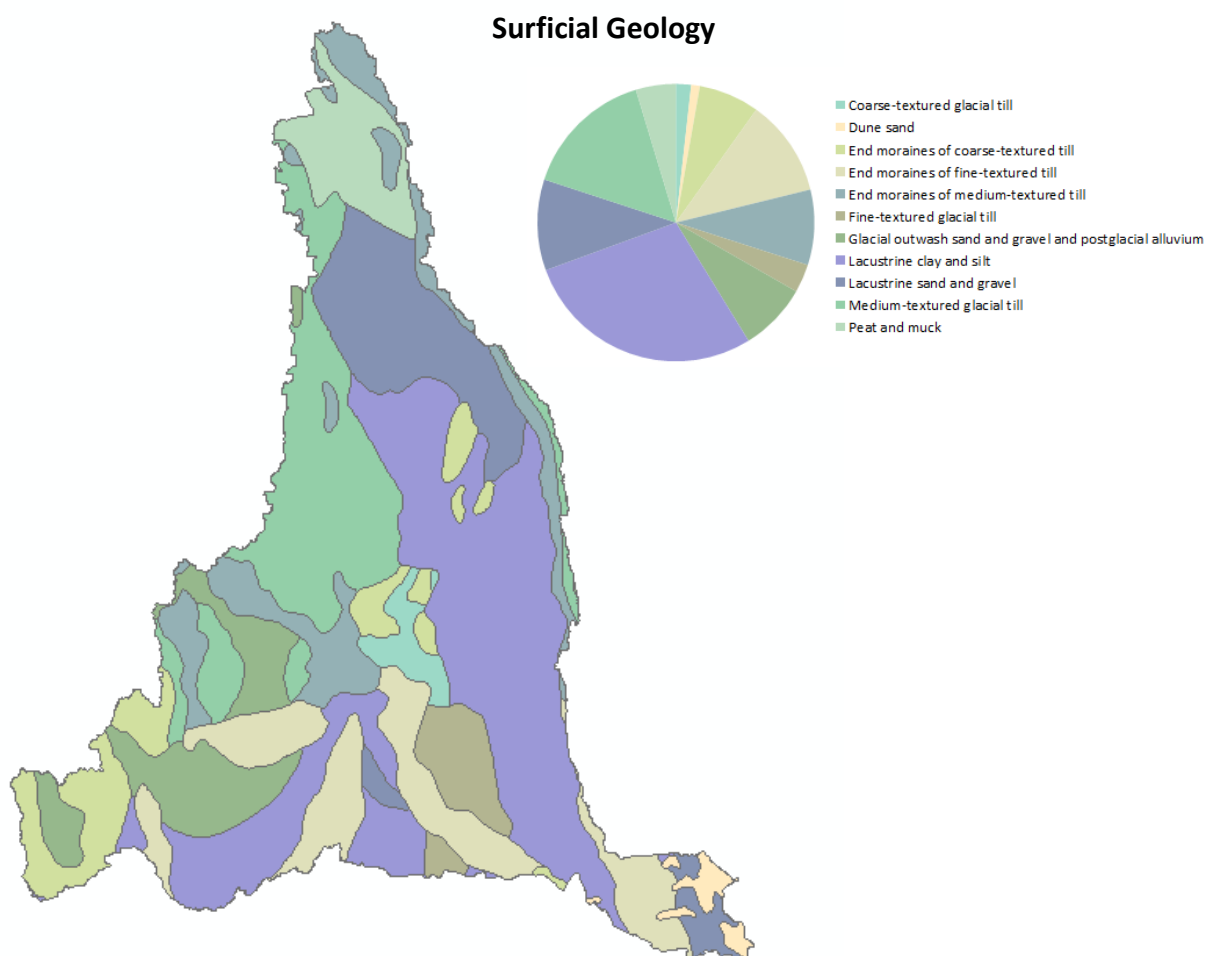 Surficial Geology
Coarse-textured glacial till
Dune sand
End moraines of coarse-textured till
End moraines of fine-textured till
End moraines of medium-textured till
Fine-textured glacial till
Glacial outwash sand and gravel and postglacial alluvium
Lacustrine clay and silt
Lacustrine sand and gravel
Medium-textured glacial till
Peat and muck